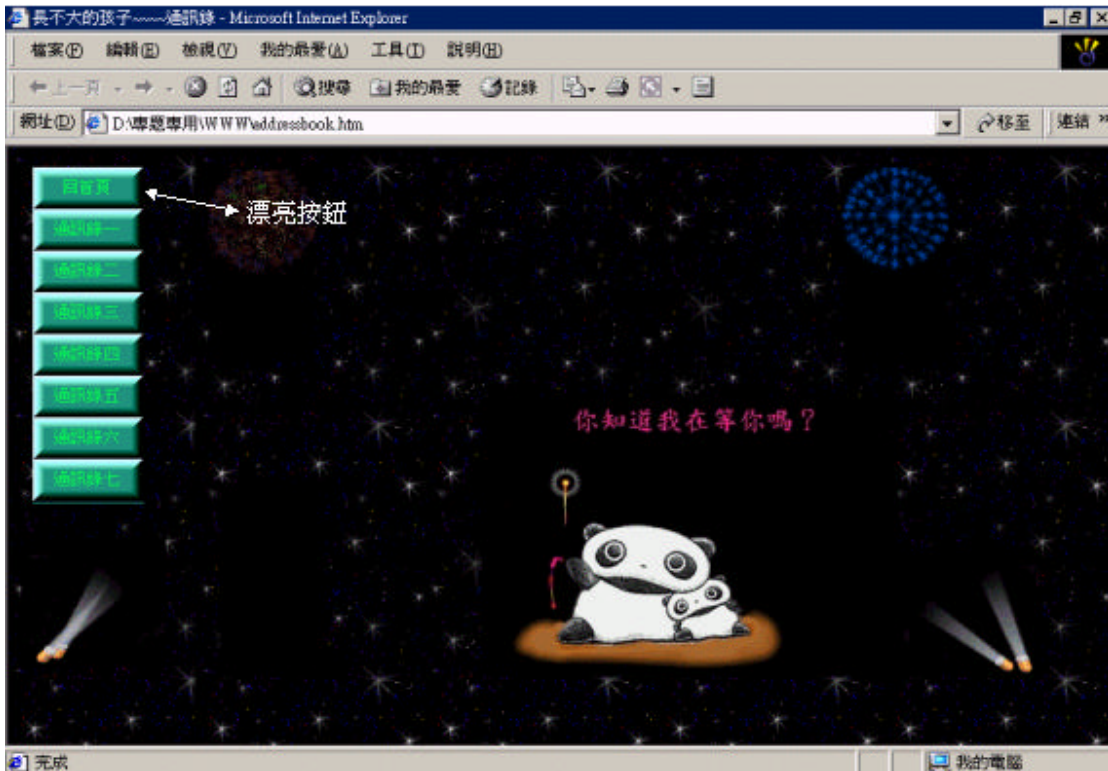 長不大的孩子~~~~通訊錄 - Microsoft Internet Explorer
檔案(F) 編輯(E) 檢視(V) 我的最愛(A) 工具(T) 說明(H)
上一頁 搜尋 我的最愛 記錄
網址(D) D:\專題專用\WWW\addressbook.htm 移至 連結 »
回首頁
漂亮按鈕
通訊錄一
通訊錄二
通訊錄三
通訊錄四
通訊錄五
通訊錄六
通訊錄七
你知道我在等你嗎？
完成 我的電腦